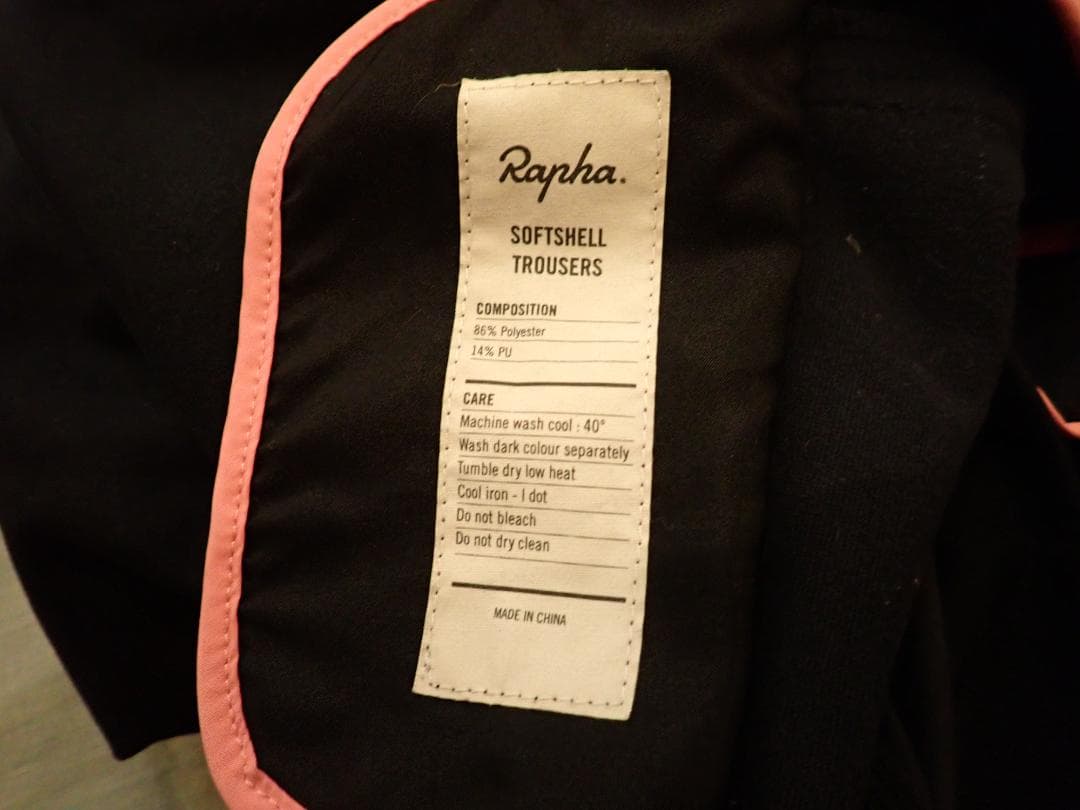 Rapha.
SOFTSHELL
TROUSERS
COMPOSITION
86% Polyester
14% PU
CARE
Machine wash cool : 40°
Wash dark colour separately
Tumble dry low heat
Cool iron - I dot
Do not bleach
Do not dry clean
MADE IN CHINA